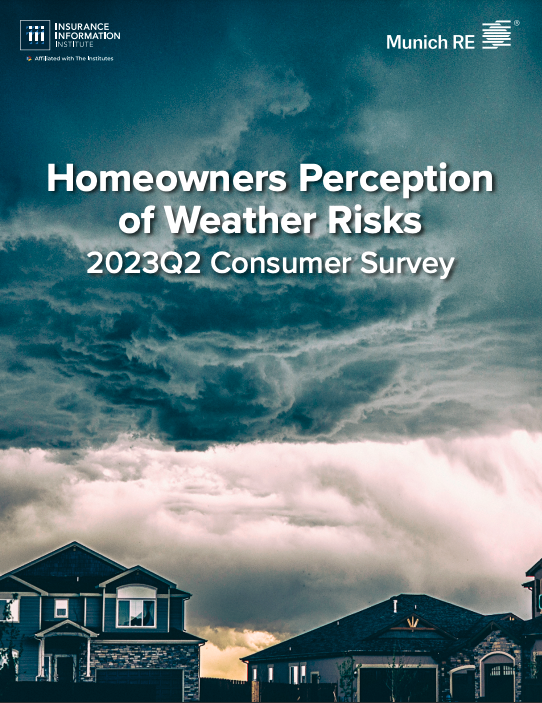 INSURANCE
INFORMATION
INSTITUTE
Affiliated with The Institutes
Munich RE
®
Homeowners Perception
of Weather Risks
2023Q2 Consumer Survey